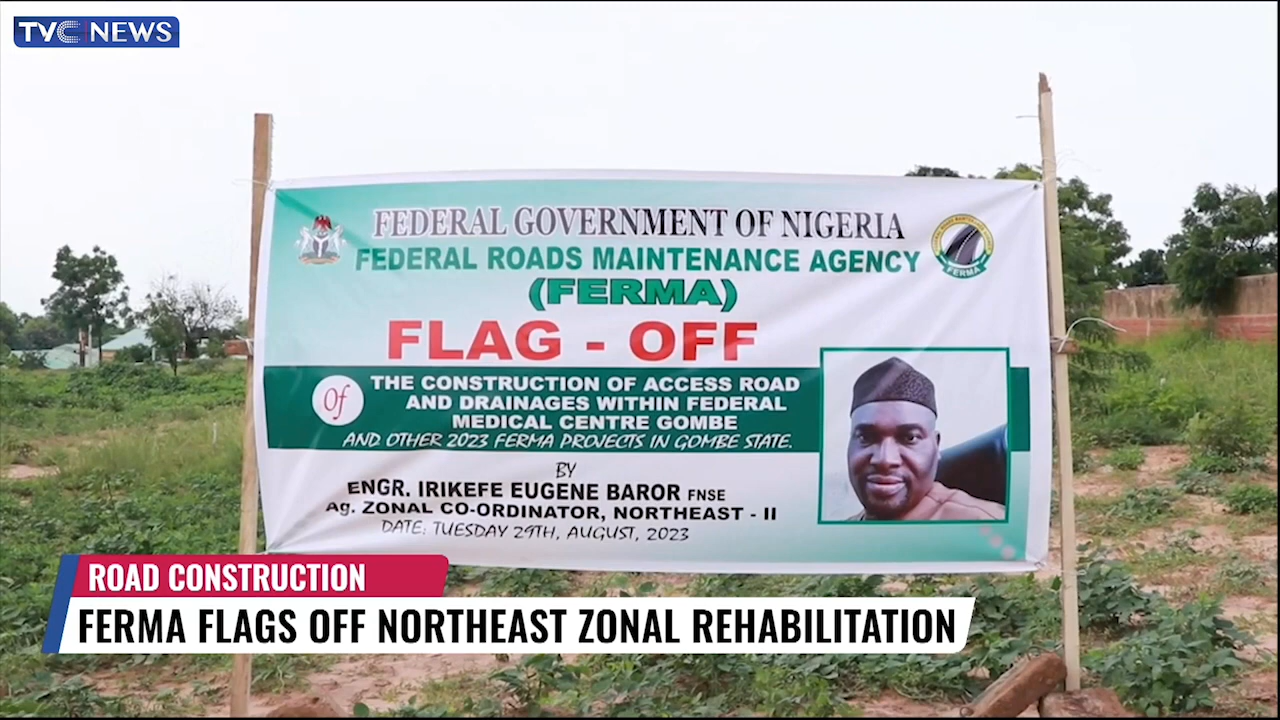 TVC NEWS
FEDERAL GOVERNMENT OF NIGERIA
FEDERAL ROADS MAINTENANCE AGENCY
(FERMA)
FERMA
FLAG - OFF
Of
THE CONSTRUCTION OF ACCESS ROAD
AND DRAINAGES WITHIN FEDERAL
MEDICAL CENTRE GOMBE
AND OTHER 2023 FERMA PROJECTS IN GOMBE STATE.
BY
ENGR. IRIKEFE EUGENE BAROR FNSE
Ag. ZONAL CO-ORDINATOR, NORTHEAST - II
DATE: TUESDAY 29TH, AUGUST, 2023
ROAD CONSTRUCTION
FERMA FLAGS OFF NORTHEAST ZONAL REHABILITATION